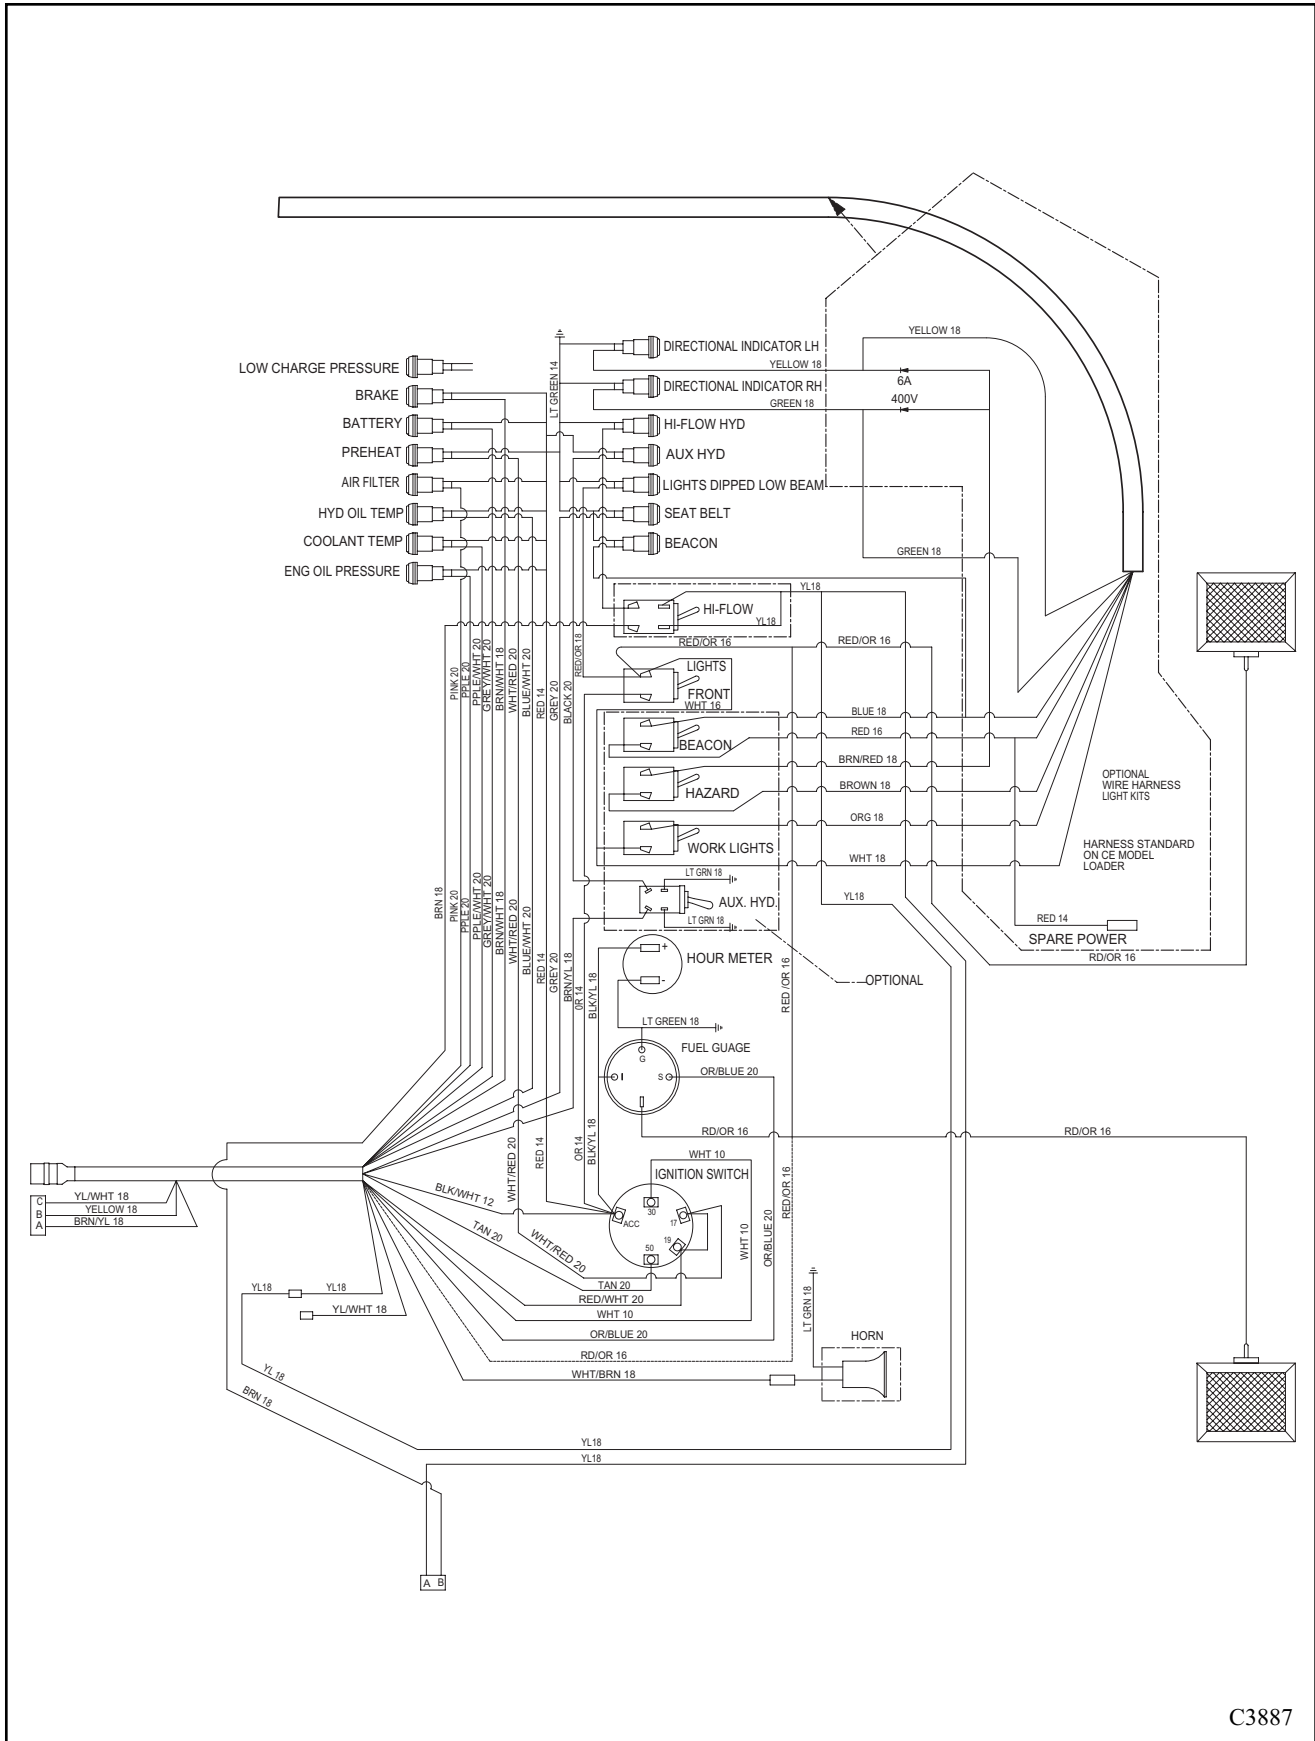 YELLOW 18
DIRECTIONAL INDICATOR LH
YELLOW 18
LOW CHARGE PRESSURE
6A
DIRECTIONAL INDICATOR RH
BRAKE
GREEN 18
400V
LT GREEN 14
BATTERY
HI-FLOW HYD
PREHEAT
AUX HYD
AIR FILTER
LIGHTS DIPPED LOW BEAM
HYD OIL TEMP
SEAT BELT
COOLANT TEMP
BEACON
GREEN 18
ENG OIL PRESSURE
YL18
HI-FLOW
YL18
RED/OR 16
RED/OR 16
PINK 20
PPLE 20
PPLE/WHT 20
GREY/WHT 20
BRN/WHT 18
WHT/RED 20
BLUE/WHT 20
RED 14
GREY 20
BLACK 20
RED/OR 18
LIGHTS
FRONT
WHT 16
BLUE 18
RED 16
BEACON
BRN/RED 18
HAZARD
BROWN 18
OPTIONAL
WIRE HARNESS
LIGHT KITS
ORG 18
WORK LIGHTS
WHT 18
HARNESS STANDARD
ON CE MODEL
LOADER
LT GRN 18
YL18
AUX. HYD.
LT GRN 18
RED 14
SPARE POWER
RD/OR 16
BRN 18
PINK 20
PPLE 20
PPLE/WHT 20
GREY/WHT 20
BRN/WHT 18
WHT/RED 20
BLUE/WHT 20
RED 14
GREY 20
BRN/YL 18
OR 14
BLK/YL 18
+
HOUR METER
-
OPTIONAL
RED /OR 16
LT GREEN 18
FUEL GUAGE
G
I
S
OR/BLUE 20
RD/OR 16
RD/OR 16
WHT/RED 20
RED 14
OR14
BLK/YL 18
WHT 10
IGNITION SWITCH
C
YL/WHT 18
B
YELLOW 18
A
BRN/YL 18
BLK/WHT 12
TAN 20
WHT/RED 20
ACC
30
17
19
50
WHT 10
OR/BLUE 20
RED/OR 16
YL18
YL18
YL/WHT 18
TAN 20
RED/WHT 20
WHT 10
OR/BLUE 20
RD/OR 16
WHT/BRN 18
LT GRN 18
HORN
YL 18
BRN 18
YL18
YL18
A
B
C3887